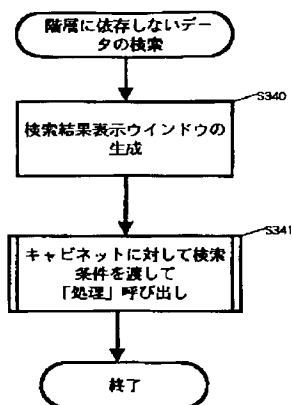 階層に依存しないデー
タの検索
S340
検索結果表示ウインドウの
生成
S341
キャビネットに対して検索
条件を渡して
「処理」呼び出し
終了